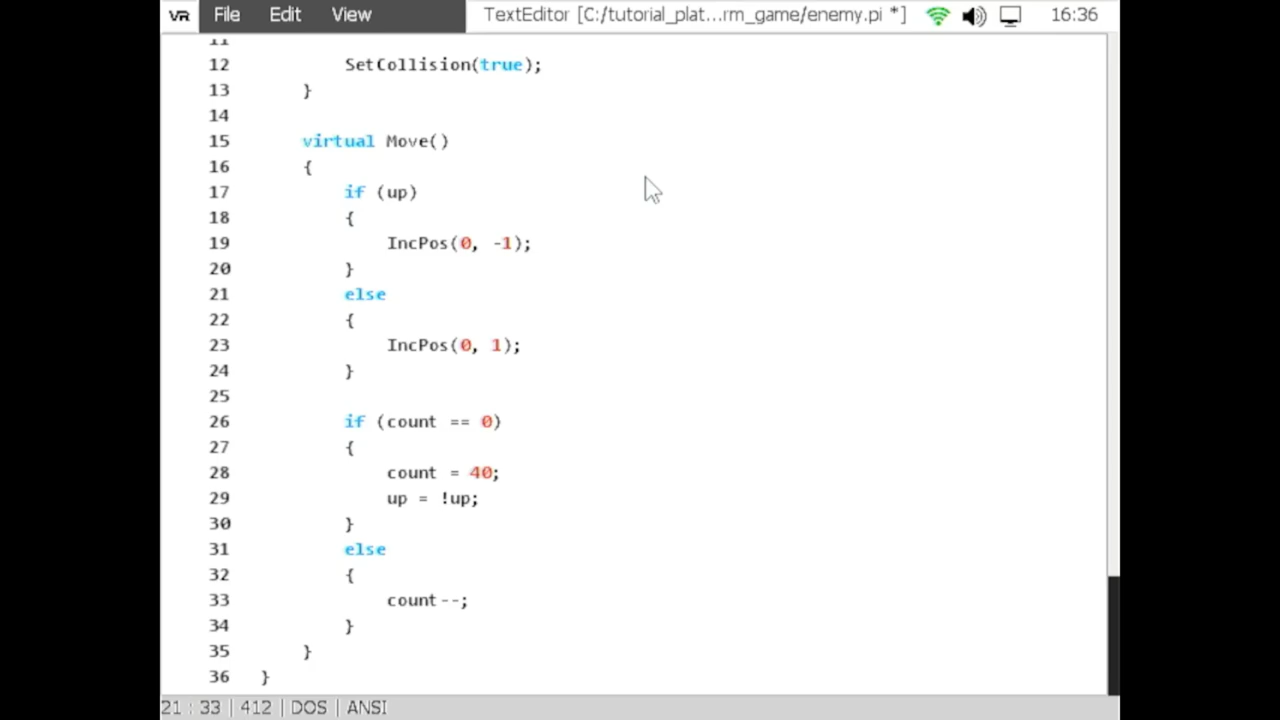 VR File Edit View TextEditor [C:/tutorial_plat...rm_game/enemy.pi *] 16:36
11
12 SetCollision(true);
13 }
14
15 virtual Move()
16 {
17 if (up)
18 {
19 IncPos(0, -1);
20 }
21 else
22 {
23 IncPos(0, 1);
24 }
25
26 if (count == 0)
27 {
28 count = 40;
29 up = !up;
30 }
31 else
32 {
33 count--;
34 }
35 }
36 }
21 : 33 | 412 | DOS | ANSI